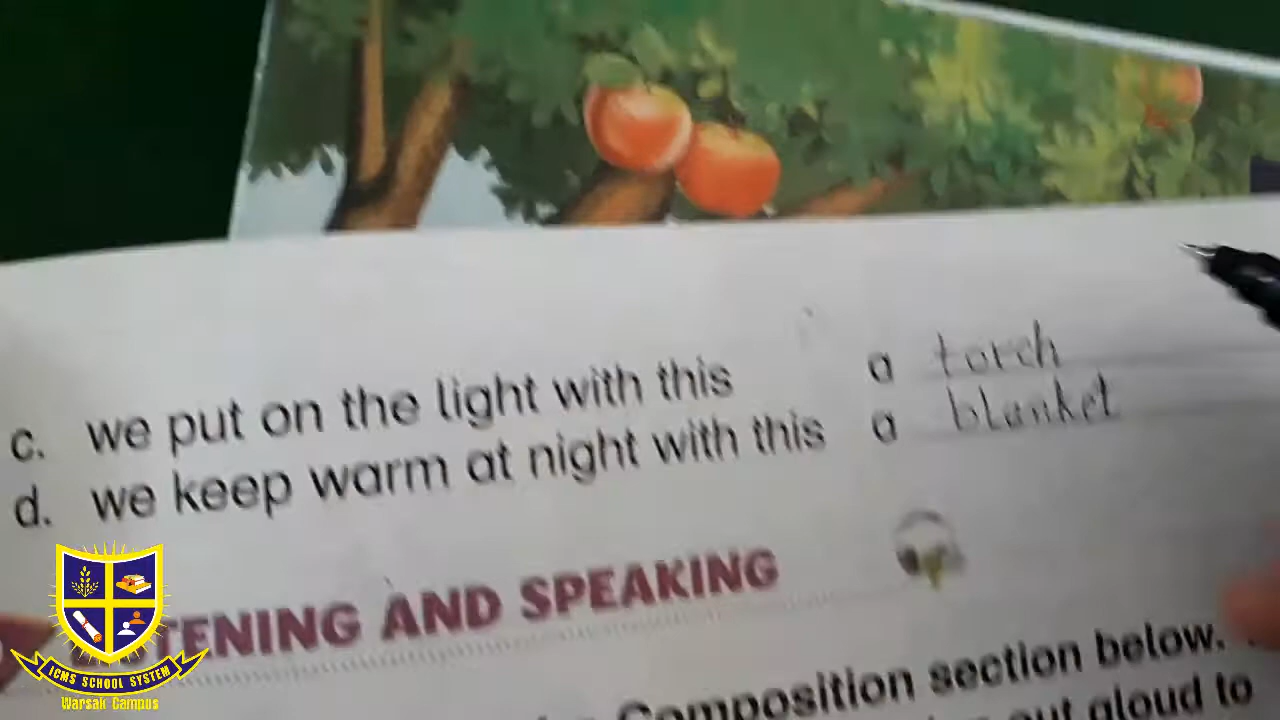 c. we put on the light with this a torch
d. we keep warm at night with this a blanket
TENING AND SPEAKING
Composition section below.
out aloud to
ICMS SCHOOL SYSTEM
Warsak Campus